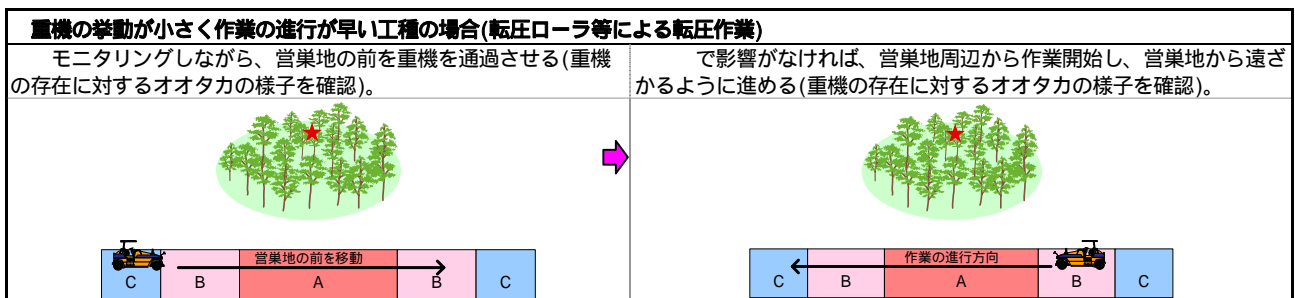 重機の挙動が小さく作業の進行が早い工種の場合(転圧ローラ等による転圧作業)
モニタリングしながら、営巣地の前を重機を通過させる(重機
の存在に対するオオタカの様子を確認)。
で影響がなければ、営巣地周辺から作業開始し、営巣地から遠ざ
かるように進める(重機の存在に対するオオタカの様子を確認)。
営巣地の前を移動
C B A B C
作業の進行方向
C B A B C